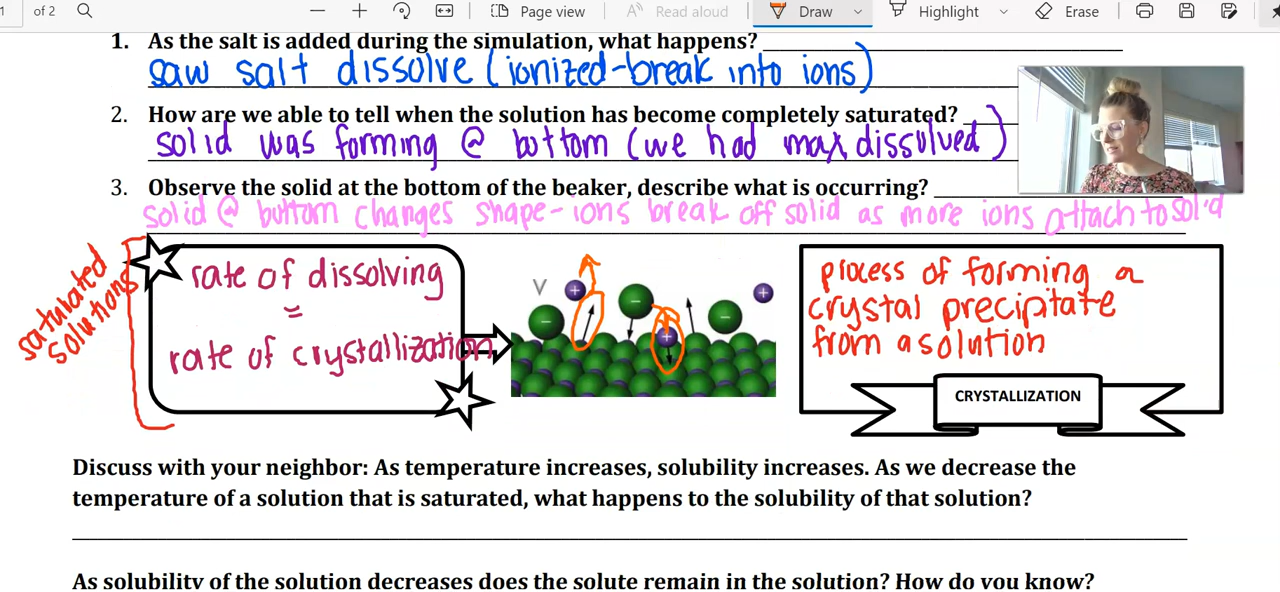 1 of 2 Page view Read aloud Draw Highlight Erase
1. As the salt is added during the simulation, what happens?
saw salt dissolve (ionized-break into ions)
2. How are we able to tell when the solution has become completely saturated?
solid was forming @ bottom (we had max dissolved)
3. Observe the solid at the bottom of the beaker, describe what is occurring?
solid @ bottom changes shape-ions break off solid as more ions attach to solid
saturated
solutions
rate of dissolving
=
rate of crystallization
V + - - + - +
process of forming a
crystal precipitate
from a solution
CRYSTALLIZATION
Discuss with your neighbor: As temperature increases, solubility increases. As we decrease the
temperature of a solution that is saturated, what happens to the solubility of that solution?
As solubility of the solution decreases does the solute remain in the solution? How do you know?